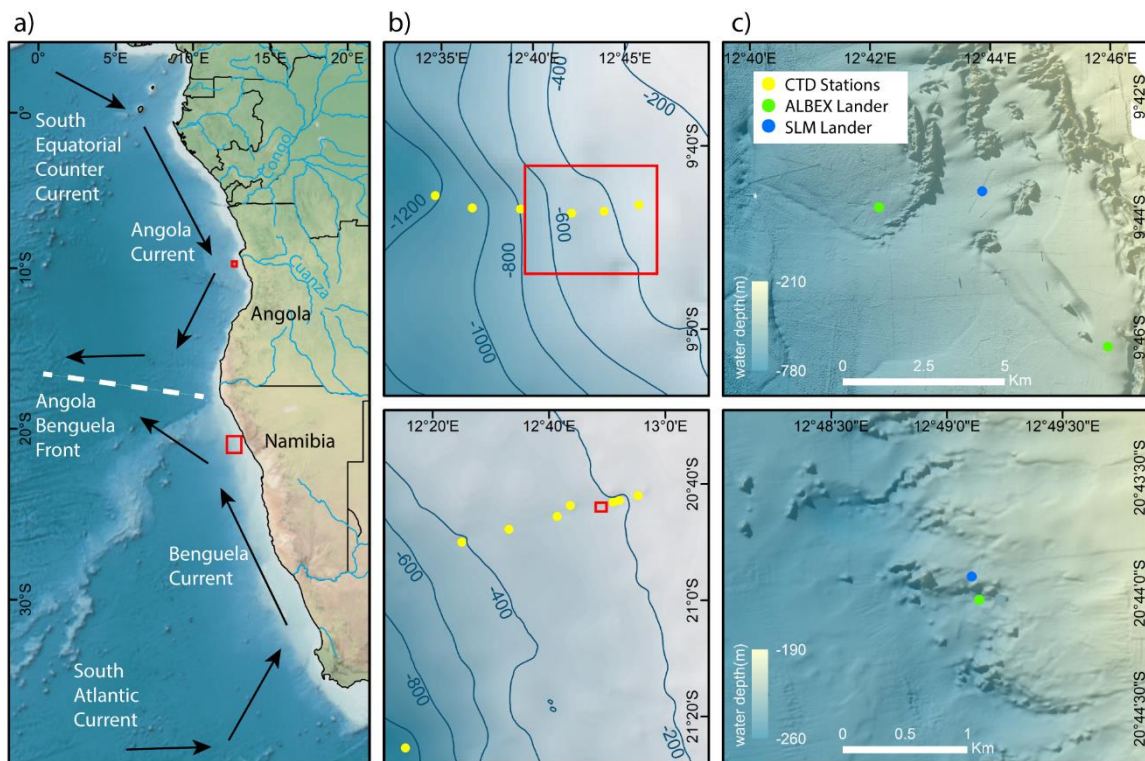 a)
b)
c)
0° 5°E 10°E 15°E 20°E
0°
10°S
20°S
30°S
South
Equatorial
Counter
Current
Congo
Angola
Current
Cuanza
Angola
Angola
Benguela
Front
Namibia
Benguela
Current
South
Atlantic
Current
12°35'E 12°40'E 12°45'E
-400
-200
9°40'S
-1200
-600
-800
-1000
9°50'S
12°20'E 12°40'E 13°0'E
20°40'S
-600
-400
21°0'S
-800
21°20'S
-200
12°40'E 12°42'E 12°44'E 12°46'E
CTD Stations
ALBEX Lander
SLM Lander
9°42'S
9°44'S
9°46'S
water depth(m)
-210
-780
0 2.5 5
Km
12°48'30"E 12°49'0"E 12°49'30"E
20°43'30"S
20°44'0"S
20°44'30"S
water depth(m)
-190
-260
0 0.5 1
Km